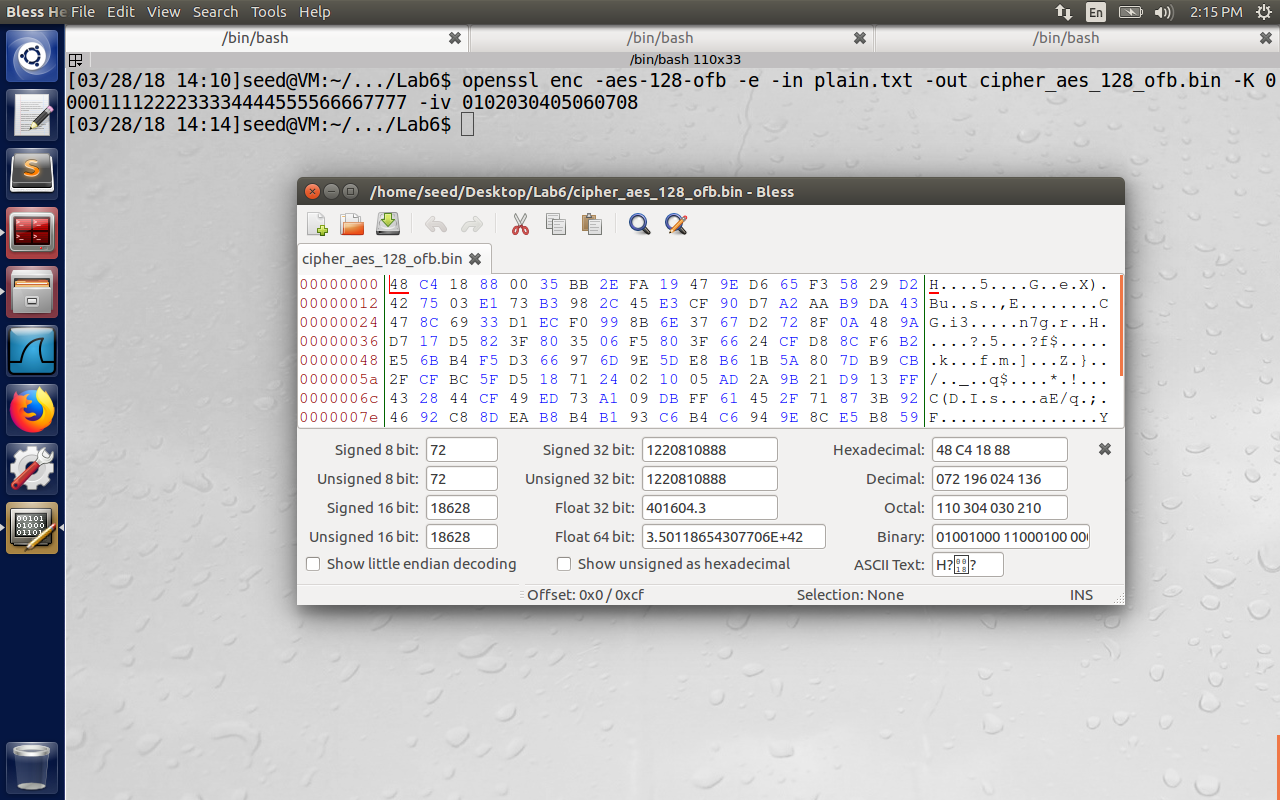 Bless He File Edit View Search Tools Help En 2:15 PM
/bin/bash /bin/bash /bin/bash
/bin/bash 110x33
[03/28/18 14:10]seed@VM:~/.../Lab6$ openssl enc -aes-128-ofb -e -in plain.txt -out cipher_aes_128_ofb.bin -K 0
0001111222233334444555566667777 -iv 0102030405060708
[03/28/18 14:14]seed@VM:~/.../Lab6$
/home/seed/Desktop/Lab6/cipher_aes_128_ofb.bin - Bless
cipher_aes_128_ofb.bin
00000000 48 C4 18 88 00 35 BB 2E FA 19 47 9E D6 65 F3 58 29 D2 H....5....G..e.X).
00000012 42 75 03 E1 73 B3 98 2C 45 E3 CF 90 D7 A2 AA B9 DA 43 Bu..s..,E........C
00000024 47 8C 69 33 D1 EC F0 99 8B 6E 37 67 D2 72 8F 0A 48 9A G.i3.....n7g.r..H.
00000036 D7 17 D5 82 3F 80 35 06 F5 80 3F 66 24 CF D8 8C F6 B2 ....?.5...?f$.....
00000048 E5 6B B4 F5 D3 66 97 6D 9E 5D E8 B6 1B 5A 80 7D B9 CB .k...f.m.]...Z.}..
0000005a 2F CF BC 5F D5 18 71 24 02 10 05 AD 2A 9B 21 D9 13 FF /.._..q$....*.!...
0000006c 43 28 44 CF 49 ED 73 A1 09 DB FF 61 45 2F 71 87 3B 92 C(D.I.s....aE/q.;.
0000007e 46 92 C8 8D EA B8 B4 B1 93 C6 B4 C6 94 9E 8C E5 B8 59 F................Y
Signed 8 bit: 72 Signed 32 bit: 1220810888 Hexadecimal: 48 C4 18 88
Unsigned 8 bit: 72 Unsigned 32 bit: 1220810888 Decimal: 072 196 024 136
Signed 16 bit: 18628 Float 32 bit: 401604.3 Octal: 110 304 030 210
Unsigned 16 bit: 18628 Float 64 bit: 3.50118654307706E+42 Binary: 01001000 11000100 000
Show little endian decoding Show unsigned as hexadecimal ASCII Text: H?0018?
Offset: 0x0 / 0xcf Selection: None INS